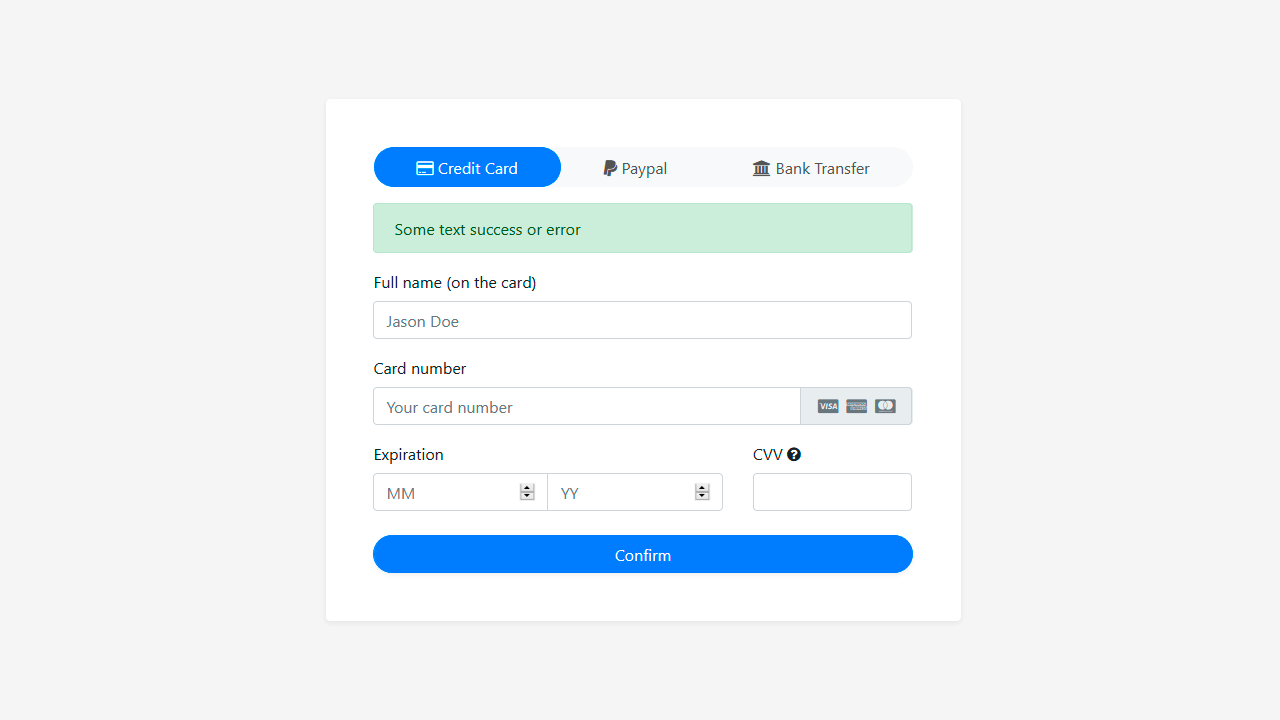 Credit Card Paypal Bank Transfer
Some text success or error
Full name (on the card)
Jason Doe
Card number
Your card number VISA
Expiration CVV
MM YY
Confirm